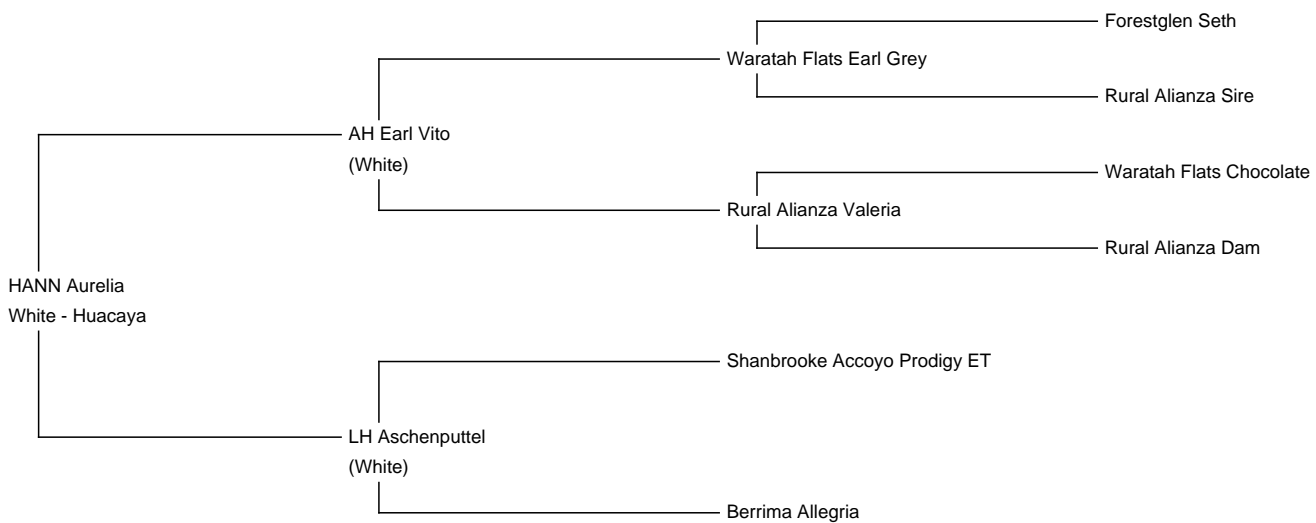 Forestglen Seth
Waratah Flats Earl Grey
Rural Alianza Sire
AH Earl Vito
(White)
Waratah Flats Chocolate
Rural Alianza Valeria
Rural Alianza Dam
HANN Aurelia
White - Huacaya
Shanbrooke Accoyo Prodigy ET
LH Aschenputtel
(White)
Berrima Allegria